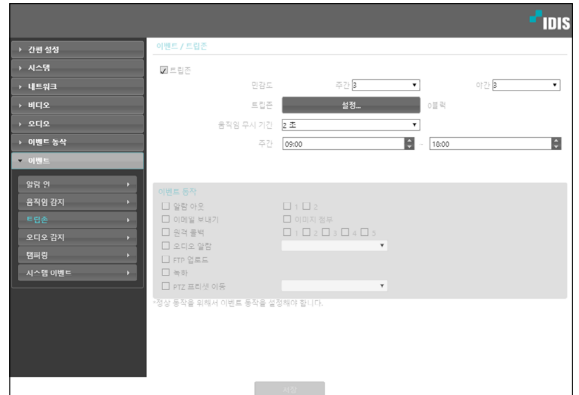 IDIS
간편 설정
시스템
네트워크
비디오
오디오
이벤트 동작
이벤트
알람 인
움직임 감지
트립존
오디오 감지
탬퍼링
시스템 이벤트
이벤트 / 트립존
트립존
민감도 주간 3 야간 3
트립존 설정... 0블럭
움직임 무시 기간 2 초
주간 09:00 - 18:00
이벤트 동작
알람 아웃 1 2
이메일 보내기 이미지 첨부
원격 콜백 1 2 3 4 5
오디오 알람
FTP 업로드
녹화
PTZ 프리셋 이동
*정상 동작을 위해서 이벤트 동작을 설정해야 합니다.
저장